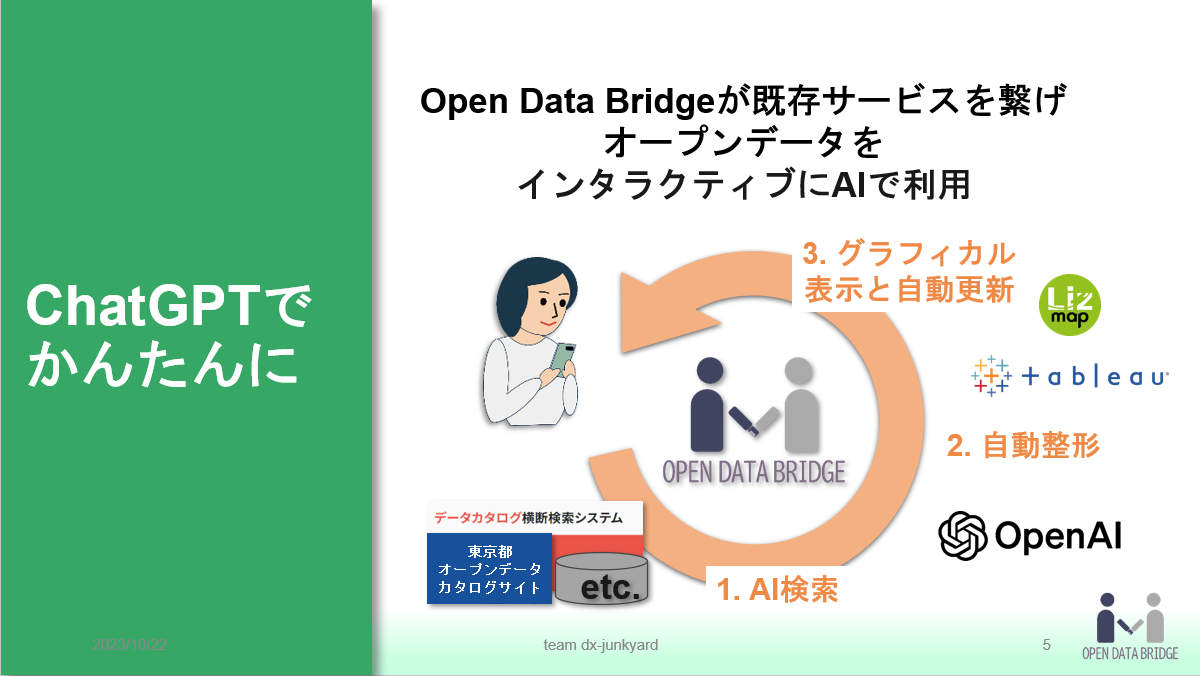 ChatGPTで
かんたんに
Open Data Bridgeが既存サービスを繋げ
オープンデータを
インタラクティブにAIで利用
3. グラフィカル
表示と自動更新
Liz
map
+ableau
2. 自動整形
OPEN DATA BRIDGE
データカタログ横断検索システム
東京都
オープンデータ
カタログサイト
etc.
OpenAI
1. AI検索
2023/10/22
team dx-junkyard
5
OPEN DATA BRIDGE